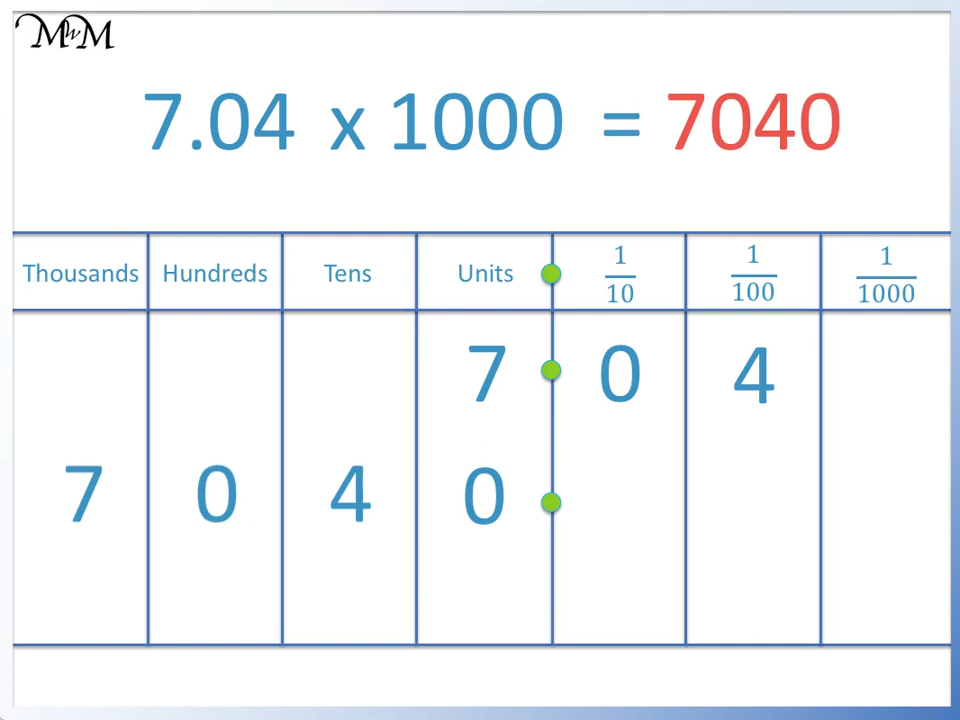 MwM
7.04 x 1000 = 7040
Thousands Hundreds Tens Units 1/10 1/100 1/1000
7 0 4
7 0 4 0